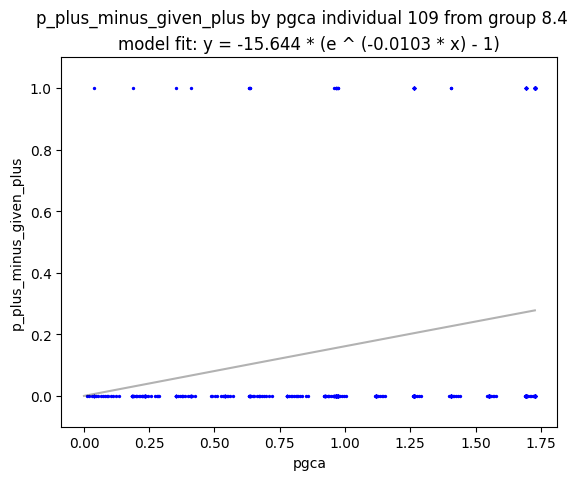 p_plus_minus_given_plus by pgca individual 109 from group 8.4
model fit: y = -15.644 * (e ^ (-0.0103 * x) - 1)
1.0
0.8
0.6
0.4
0.2
0.0
p_plus_minus_given_plus
0.00 0.25 0.50 0.75 1.00 1.25 1.50 1.75
pgca